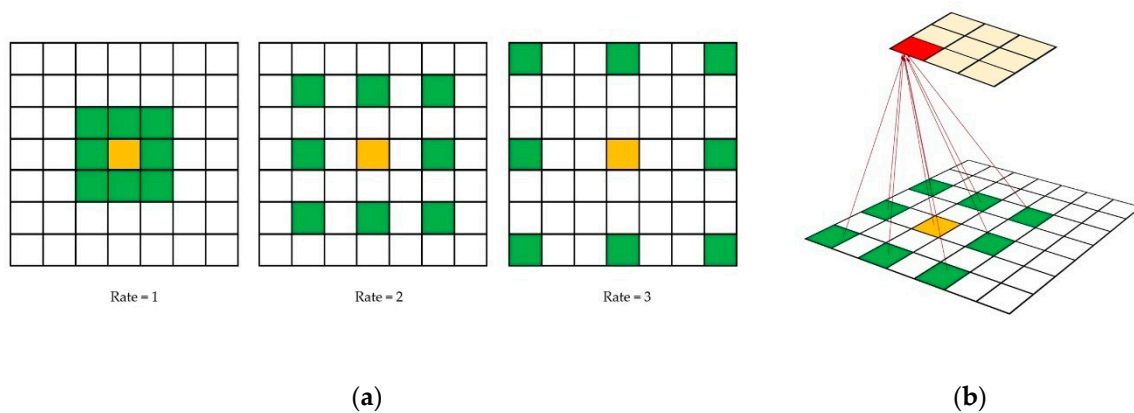 Rate = 1
Rate = 2
Rate = 3
(a)
(b)